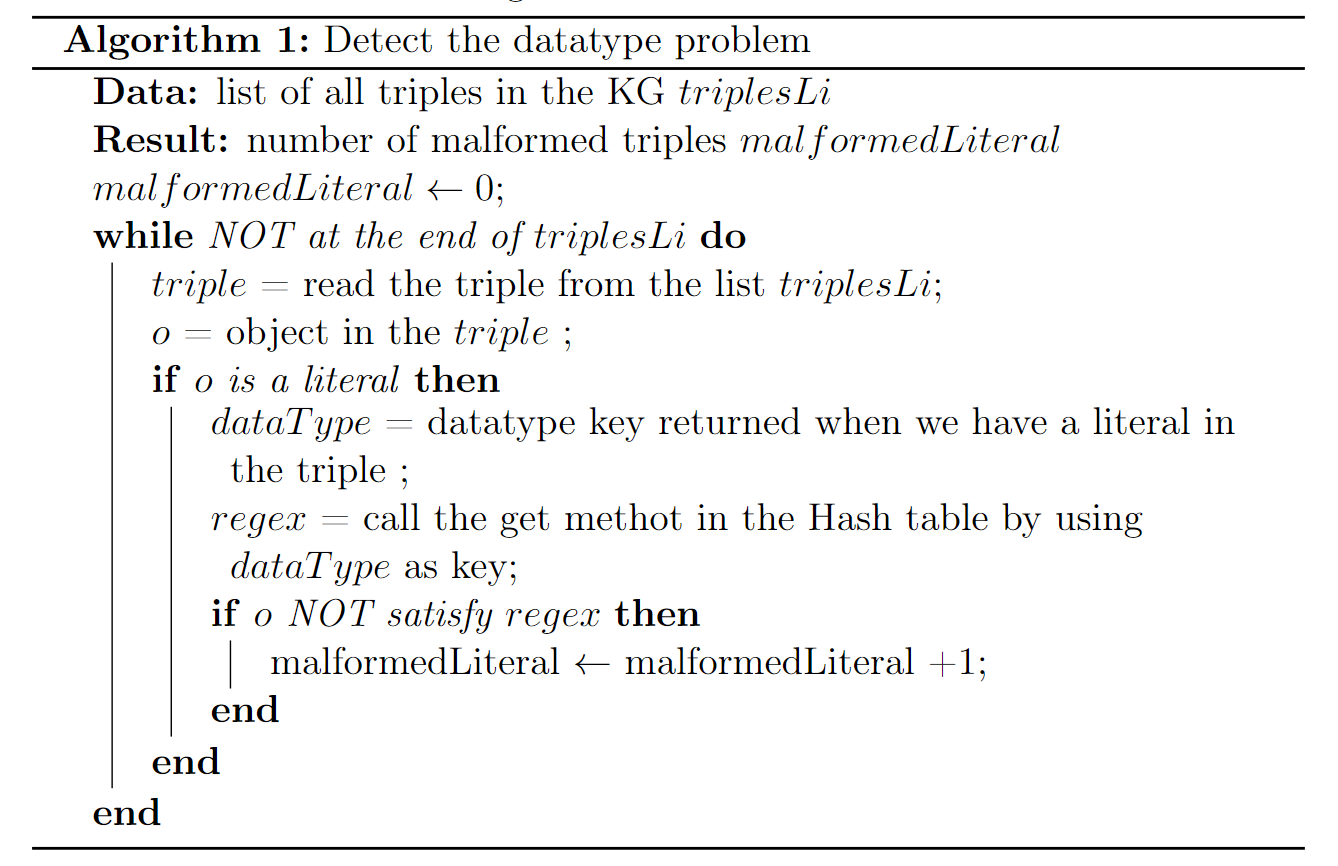 Algorithm 1: Detect the datatype problem
Data: list of all triples in the KG triplesLi
Result: number of malformed triples malformedLiteral
malformedLiteral ← 0;
while NOT at the end of triplesLi do
triple = read the triple from the list triplesLi;
o = object in the triple ;
if o is a literal then
dataType = datatype key returned when we have a literal in
the triple ;
regex = call the get methot in the Hash table by using
dataType as key;
if o NOT satisfy regex then
malformedLiteral ← malformedLiteral +1;
end
end
end